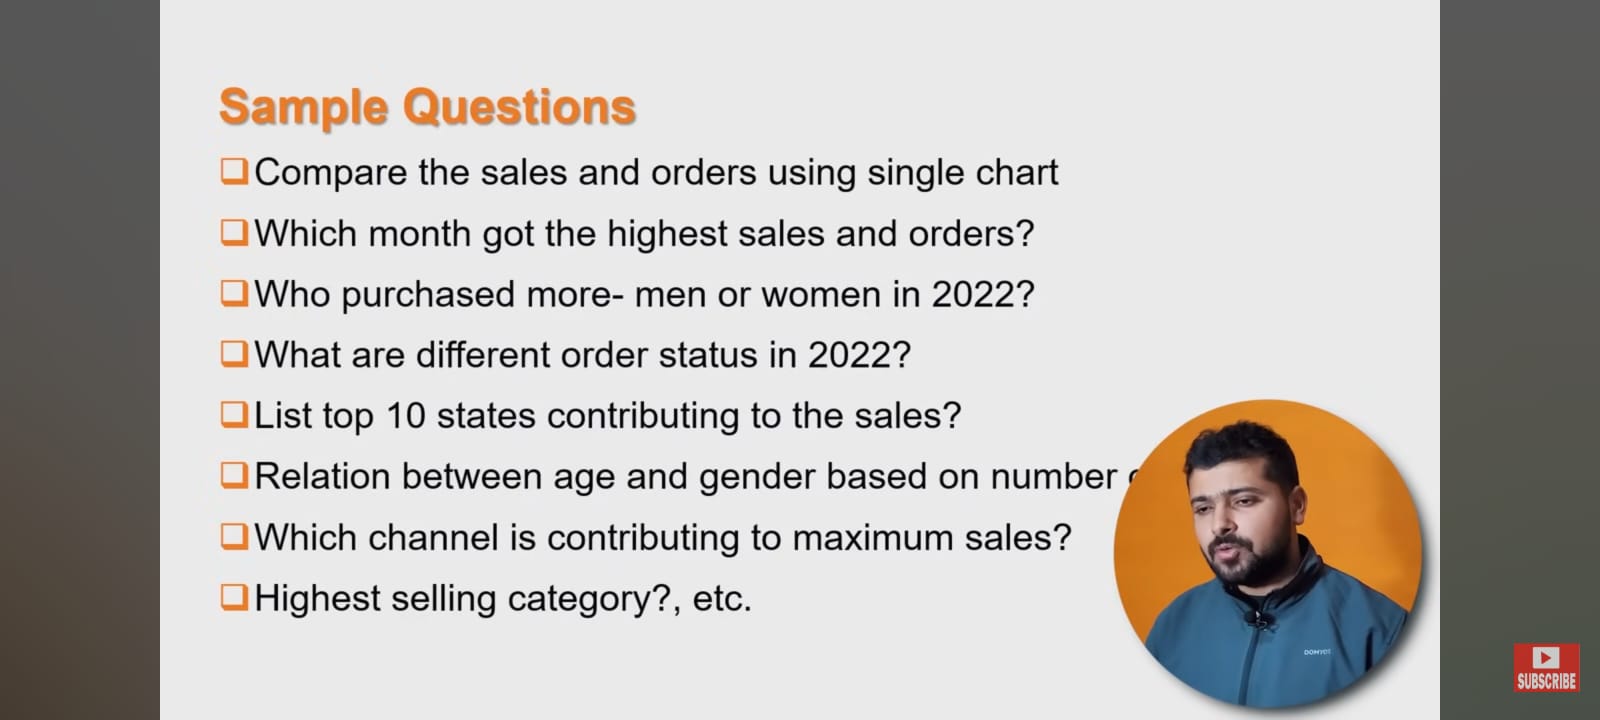 Sample Questions
Compare the sales and orders using single chart
Which month got the highest sales and orders?
Who purchased more- men or women in 2022?
What are different order status in 2022?
List top 10 states contributing to the sales?
Relation between age and gender based on number
Which channel is contributing to maximum sales?
Highest selling category?, etc.
SUBSCRIBE